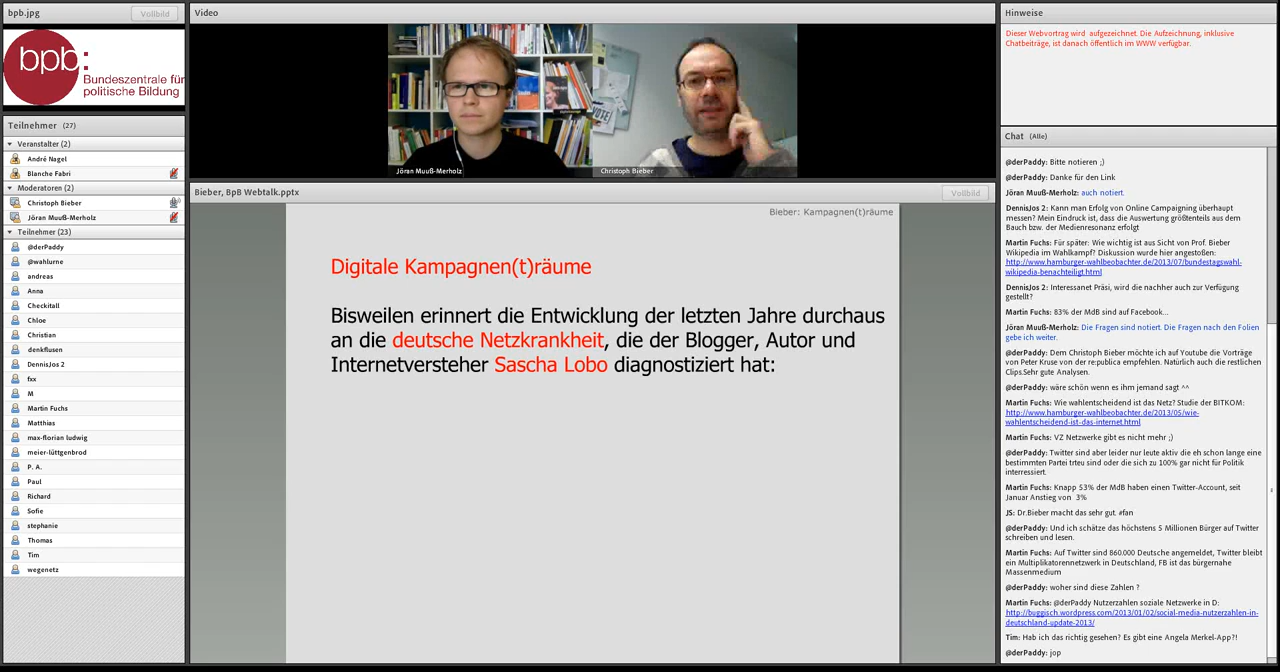 bpb.jpg
Vollbild
bpb:
Bundeszentrale für
politische Bildung
Teilnehmer (27)
Veranstalter (2)
André Nagel
Blanche Fabri
Moderatoren (2)
Christoph Bieber
Jöran Muuß-Merholz
Teilnehmer (23)
@derPaddy
@wahlurne
andreas
Anna
Checkitall
Chloe
Christian
denkflusen
DennisJos 2
fxx
M
Martin Fuchs
Matthias
max-florian ludwig
meier-lüttgenbrod
P. A.
Paul
Richard
Sofie
stephanie
Thomas
Tim
wegenetz
Video
VOTE
Jöran Muuß-Merholz
Christoph Bieber
Bieber, BpB Webtalk.pptx
Vollbild
Bieber: Kampagnen(t)räume
Digitale Kampagnen(t)räume
Bisweilen erinnert die Entwicklung der letzten Jahre durchaus
an die deutsche Netzkrankheit, die der Blogger, Autor und
Internetversteher Sascha Lobo diagnostiziert hat:
Hinweise
Dieser Webvortrag wird aufgezeichnet. Die Aufzeichnung, inklusive
Chatbeiträge, ist danach öffentlich im WWW verfügbar.
Chat (Alle)
@derPaddy: Bitte notieren ;)
@derPaddy: Danke für den Link
Jöran Muuß-Merholz: auch notiert.
DennisJos 2: Kann man Erfolg von Online Campaigning überhaupt
messen? Mein Eindruck ist, dass die Auswertung größtenteils aus dem
Bauch bzw. der Medienresonanz erfolgt
Martin Fuchs: Für später: Wie wichtig ist aus Sicht von Prof. Bieber
Wikipedia im Wahlkampf? Diskussion wurde hier angestoßen:
http://www.hamburger-wahlbeobachter.de/2013/07/bundestagswahl-
wikipedia-benachteiligt.html
DennisJos 2: Interessanet Präsi, wird die nachher auch zur Verfügung
gestellt?
Martin Fuchs: 83% der MdB sind auf Facebook...
Jöran Muuß-Merholz: Die Fragen sind notiert. Die Fragen nach den Folien
gebe ich weiter.
@derPaddy: Dem Christoph Bieber möchte ich auf Youtube die Vorträge
von Peter Kruse von der re:publica empfehlen. Natürlich auch die restlichen
Clips.Sehr gute Analysen.
@derPaddy: wäre schön wenn es ihm jemand sagt ^^
Martin Fuchs: Wie wahlentscheidend ist das Netz? Studie der BITKOM:
http://www.hamburger-wahlbeobachter.de/2013/05/wie-
wahlentscheidend-ist-das-internet.html
Martin Fuchs: VZ Netzwerke gibt es nicht mehr ;)
@derPaddy: Twitter sind aber leider nur leute aktiv die eh schon lange eine
bestimmten Partei trteu sind oder die sich zu 100% gar nicht für Politik
interressiert.
Martin Fuchs: Knapp 53% der MdB haben einen Twitter-Account, seit
Januar Anstieg von 3%
JS: Dr.Bieber macht das sehr gut. #fan
@derPaddy: Und ich schätze das höchstens 5 Millionen Bürger auf Twitter
schreiben und lesen.
Martin Fuchs: Auf Twitter sind 860.000 Deutsche angemeldet, Twitter bleibt
ein Multiplikatorennetzwerk in Deutschland, FB ist das bürgernahe
Massenmedium
@derPaddy: woher sind diese Zahlen ?
Martin Fuchs: @derPaddy Nutzerzahlen soziale Netzwerke in D:
http://buggisch.wordpress.com/2013/01/02/social-media-nutzerzahlen-in-
deutschland-update-2013/
Tim: Hab ich das richtig gesehen? Es gibt eine Angela Merkel-App?!
@derPaddy: jop